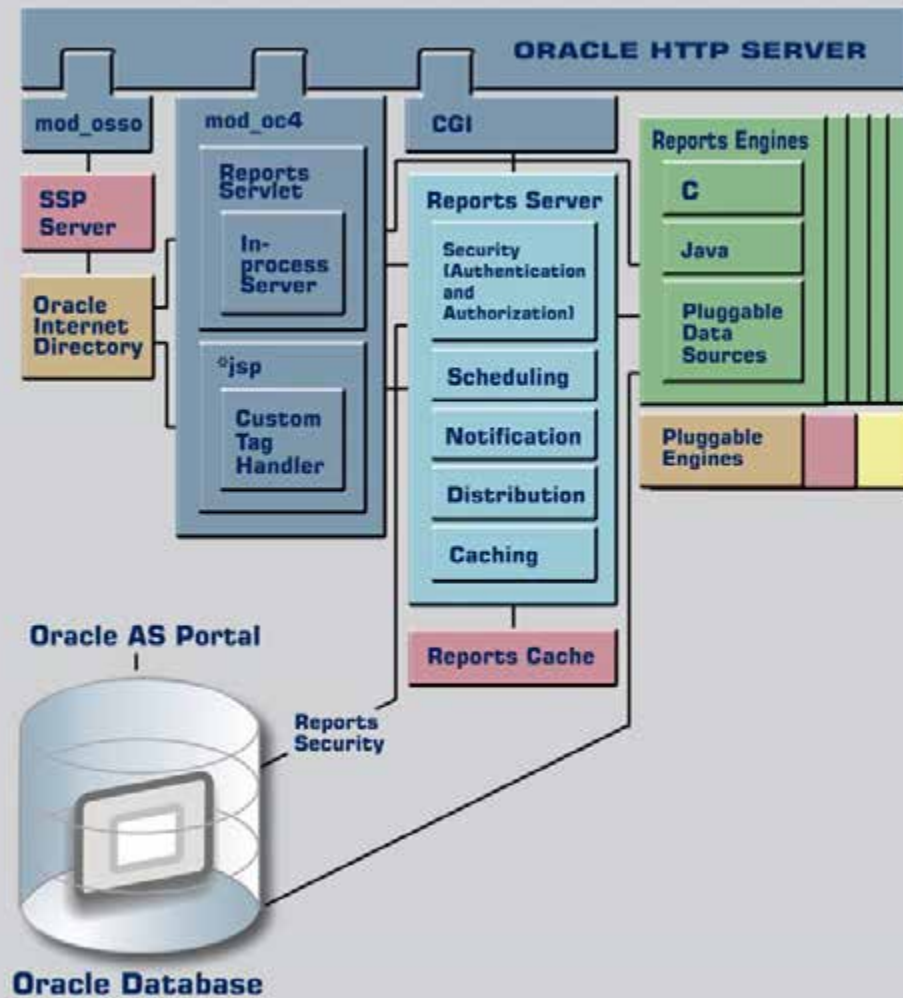 ORACLE HTTP SERVER
mod_osso
mod_oc4
CGI
SSP
Server
Oracle
Internet
Directory
Reports
Servlet
In-
process
Server
*jsp
Custom
Tag
Handler
Reports Server
Security
(Authentication
and
Authorization)
Scheduling
Notification
Distribution
Caching
Reports Cache
Reports Engines
C
Java
Pluggable
Data
Sources
Pluggable
Engines
Oracle AS Portal
Reports
Security
Oracle Database